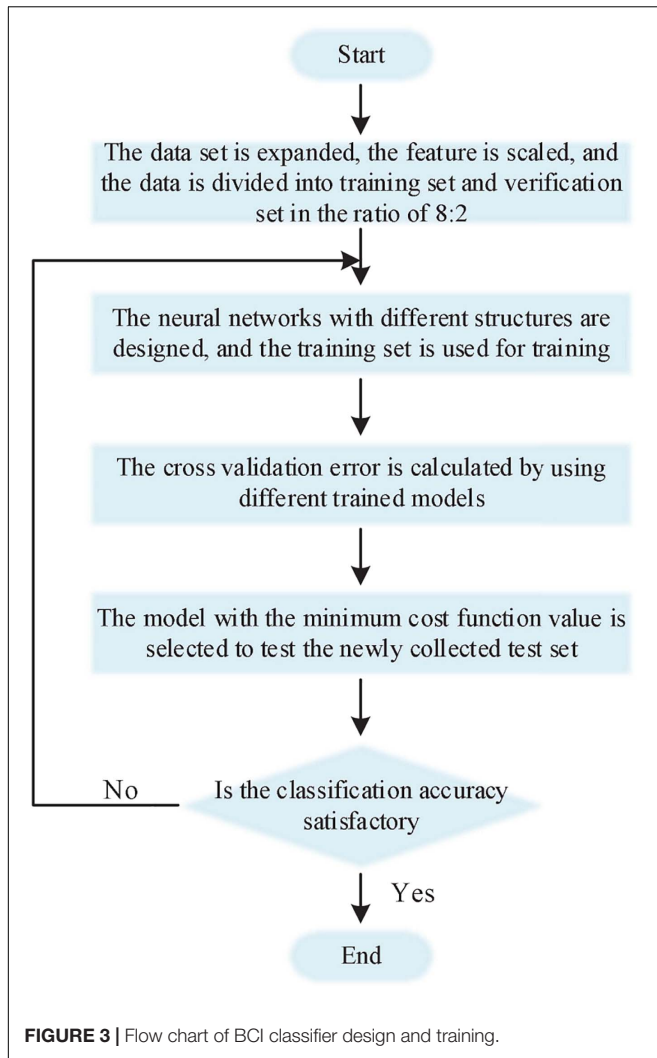 Start
The data set is expanded, the feature is scaled, and
the data is divided into training set and verification
set in the ratio of 8:2
The neural networks with different structures are
designed, and the training set is used for training
The cross validation error is calculated by using
different trained models
The model with the minimum cost function value is
selected to test the newly collected test set
No
Is the classification accuracy
satisfactory
Yes
End
FIGURE 3 | Flow chart of BCI classifier design and training.